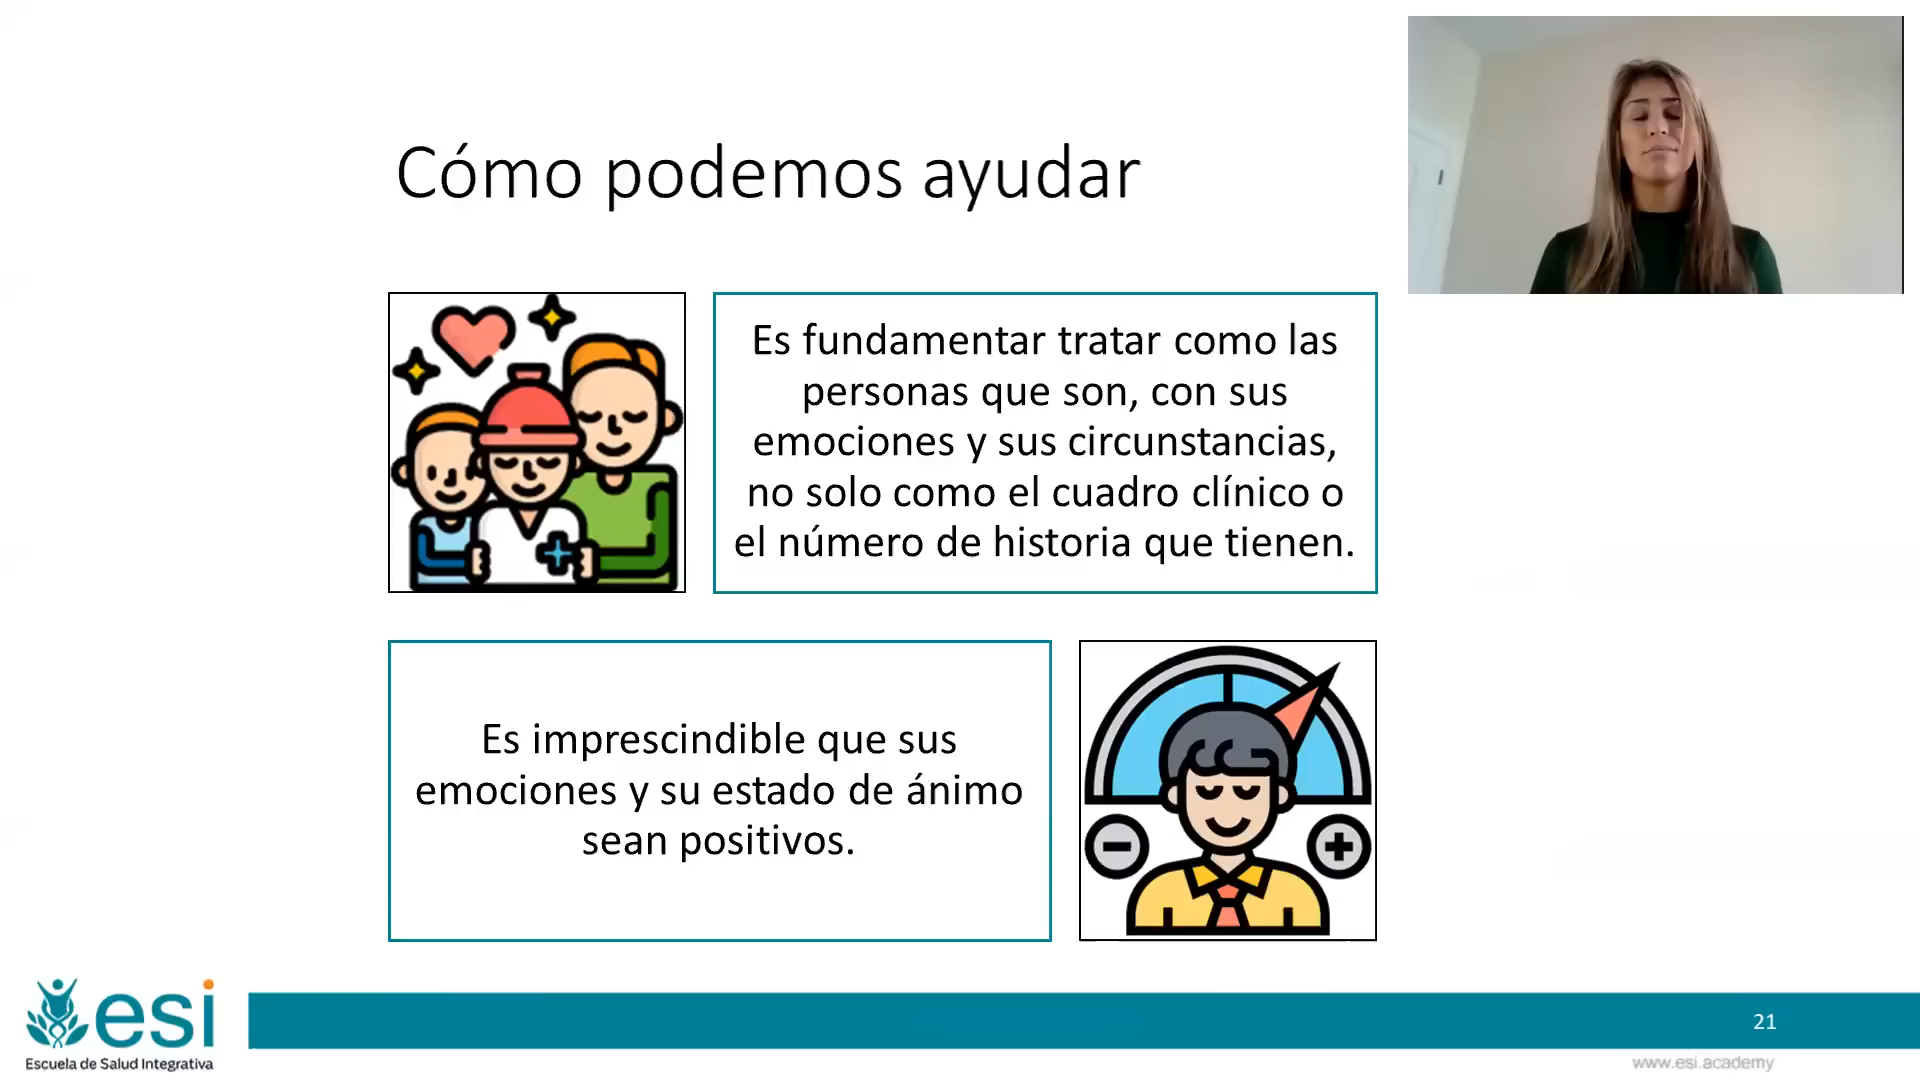 Cómo podemos ayudar
Es fundamentar tratar como las
personas que son, con sus
emociones y sus circunstancias,
no solo como el cuadro clínico o
el número de historia que tienen.
Es imprescindible que sus
emociones y su estado de ánimo
sean positivos.
esi
Escuela de Salud Integrativa
21
www.esi.academy